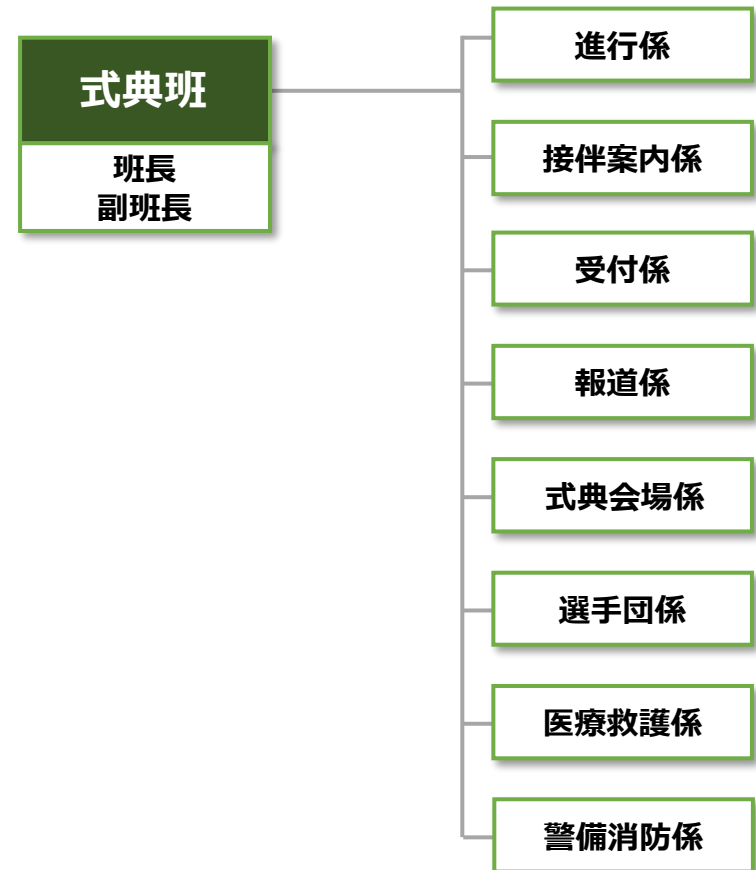 式典班
班長
副班長
進行係
接伴案内係
受付係
報道係
式典会場係
選手団係
医療救護係
警備消防係